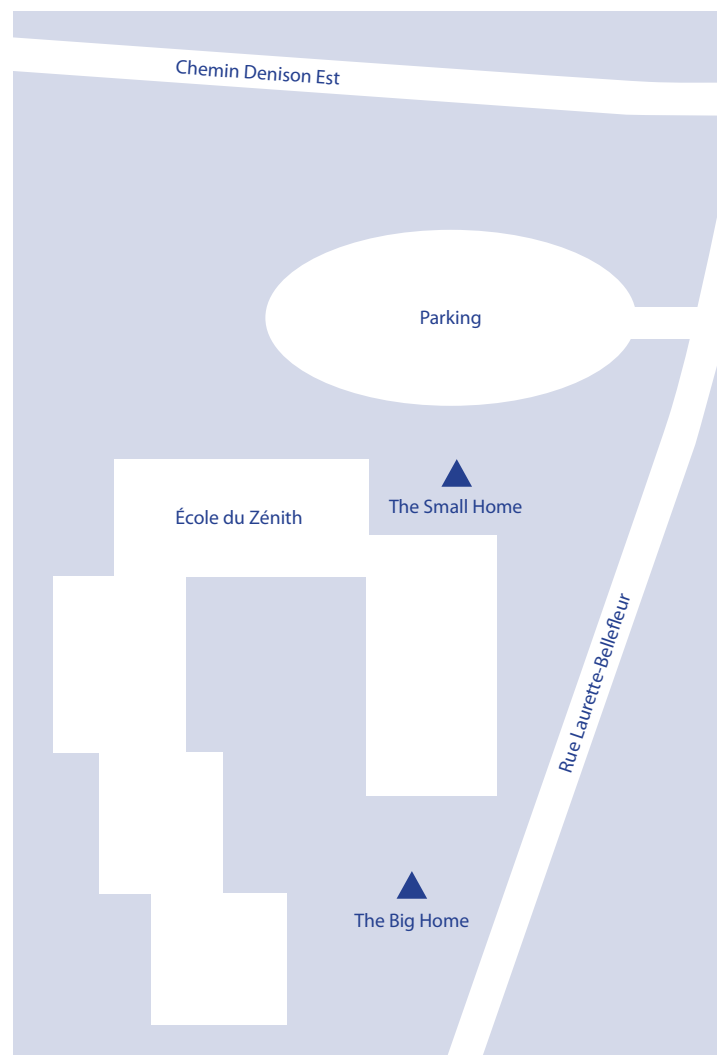 Chemin Denison Est
Parking
The Small Home
École du Zénith
Rue Laurette-Bellefleur
The Big Home